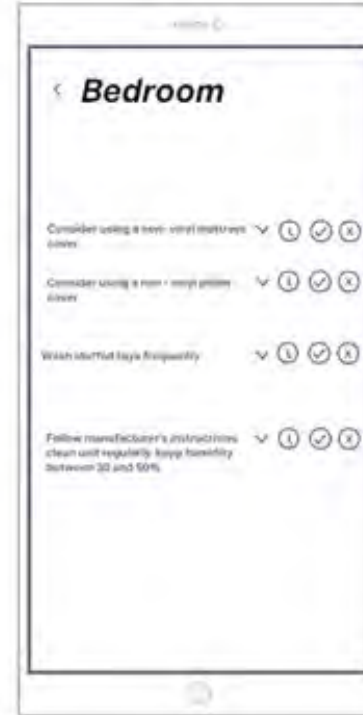 Bedroom
Consider using a non-vinyl mattress
cover
Consider using a non-vinyl pillow
cover
Wash stuffed toys frequently
Follow manufacturer's instructions
clean unit regularly keep humidity
between 30 and 50%